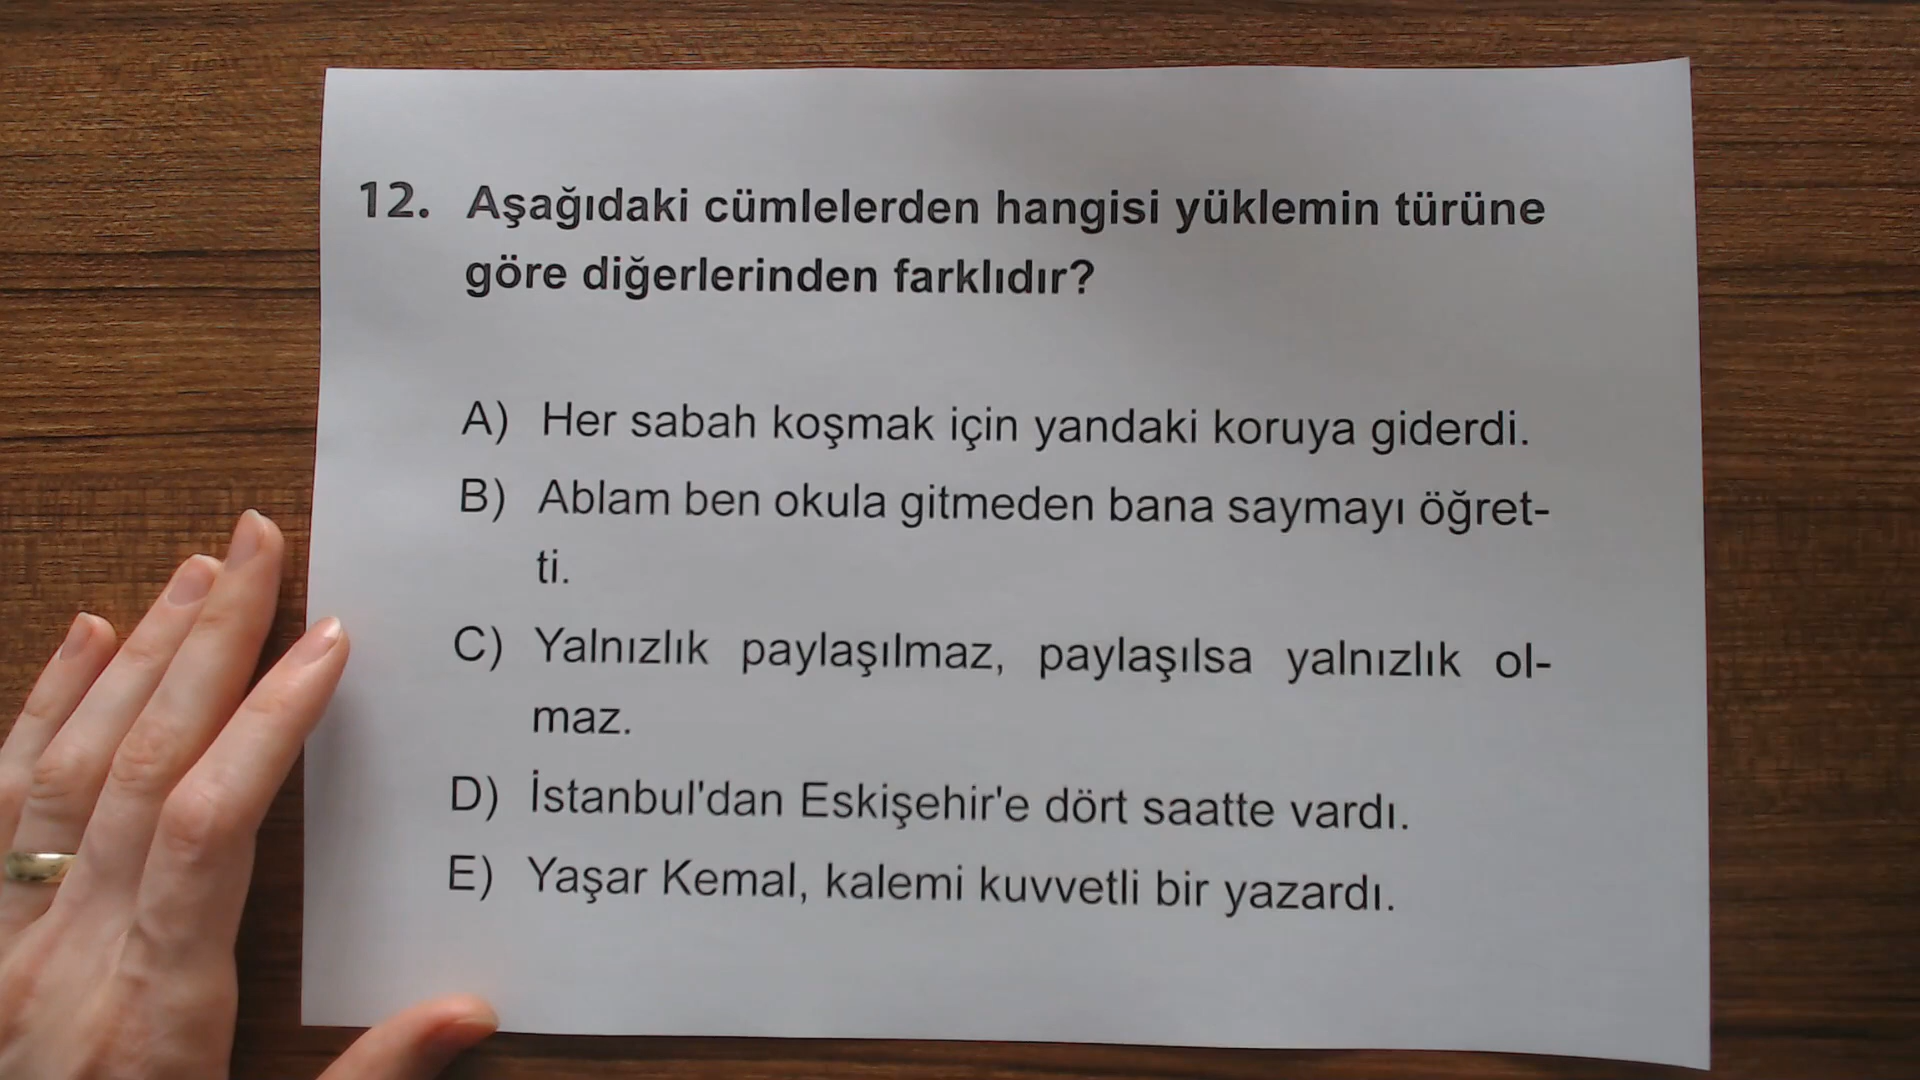 12. Aşağıdaki cümlelerden hangisi yüklemin türüne
göre diğerlerinden farklıdır?
A) Her sabah koşmak için yandaki koruya giderdi.
B) Ablam ben okula gitmeden bana saymayı öğret-
ti.
C) Yalnızlık paylaşılmaz, paylaşılsa yalnızlık ol-
maz.
D) İstanbul'dan Eskişehir'e dört saatte vardı.
E) Yaşar Kemal, kalemi kuvvetli bir yazardı.